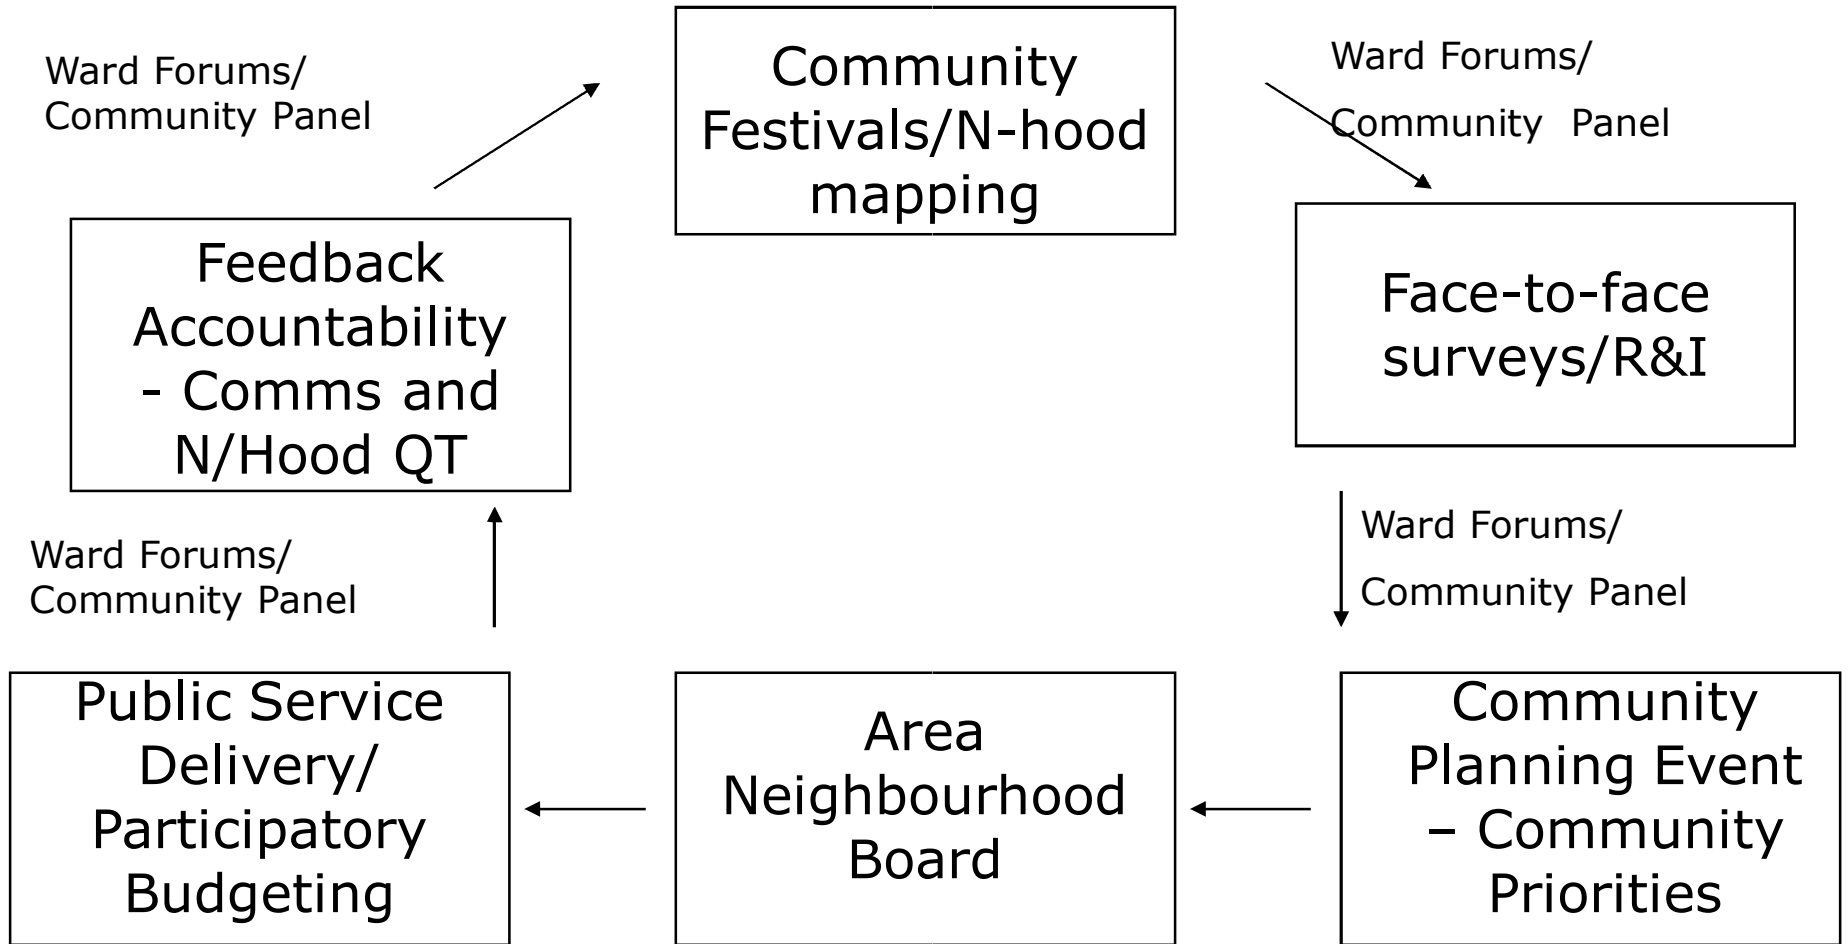 Ward Forums/
Community Panel
Community
Festivals/N-hood
mapping
Ward Forums/
Community Panel
Feedback
Accountability
- Comms and
N/Hood QT
Face-to-face
surveys/R&I
Ward Forums/
Community Panel
Ward Forums/
Community Panel
Public Service
Delivery/
Participatory
Budgeting
Area
Neighbourhood
Board
Community
Planning Event
– Community
Priorities